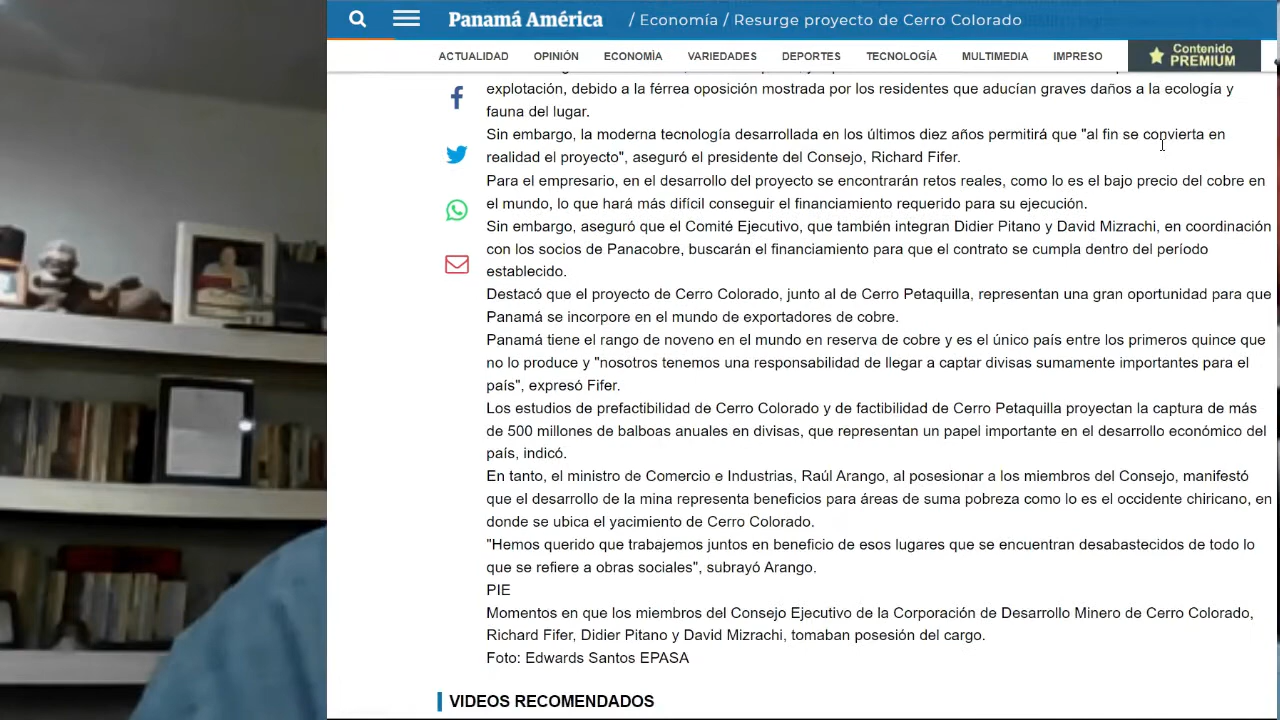 Panamá América / Economía / Resurge proyecto de Cerro Colorado
ACTUALIDAD OPINIÓN ECONOMÌA VARIEDADES DEPORTES TECNOLOGÍA MULTIMEDIA IMPRESO Contenido PREMIUM
explotación, debido a la férrea oposición mostrada por los residentes que aducían graves daños a la ecología y
fauna del lugar.
Sin embargo, la moderna tecnología desarrollada en los últimos diez años permitirá que "al fin se convierta en
realidad el proyecto", aseguró el presidente del Consejo, Richard Fifer.
Para el empresario, en el desarrollo del proyecto se encontrarán retos reales, como lo es el bajo precio del cobre en
el mundo, lo que hará más difícil conseguir el financiamiento requerido para su ejecución.
Sin embargo, aseguró que el Comité Ejecutivo, que también integran Didier Pitano y David Mizrachi, en coordinación
con los socios de Panacobre, buscarán el financiamiento para que el contrato se cumpla dentro del período
establecido.
Destacó que el proyecto de Cerro Colorado, junto al de Cerro Petaquilla, representan una gran oportunidad para que
Panamá se incorpore en el mundo de exportadores de cobre.
Panamá tiene el rango de noveno en el mundo en reserva de cobre y es el único país entre los primeros quince que
no lo produce y "nosotros tenemos una responsabilidad de llegar a captar divisas sumamente importantes para el
país", expresó Fifer.
Los estudios de prefactibilidad de Cerro Colorado y de factibilidad de Cerro Petaquilla proyectan la captura de más
de 500 millones de balboas anuales en divisas, que representan un papel importante en el desarrollo económico del
país, indicó.
En tanto, el ministro de Comercio e Industrias, Raúl Arango, al posesionar a los miembros del Consejo, manifestó
que el desarrollo de la mina representa beneficios para áreas de suma pobreza como lo es el occidente chiricano, en
donde se ubica el yacimiento de Cerro Colorado.
"Hemos querido que trabajemos juntos en beneficio de esos lugares que se encuentran desabastecidos de todo lo
que se refiere a obras sociales", subrayó Arango.
PIE
Momentos en que los miembros del Consejo Ejecutivo de la Corporación de Desarrollo Minero de Cerro Colorado,
Richard Fifer, Didier Pitano y David Mizrachi, tomaban posesión del cargo.
Foto: Edwards Santos EPASA
VIDEOS RECOMENDADOS